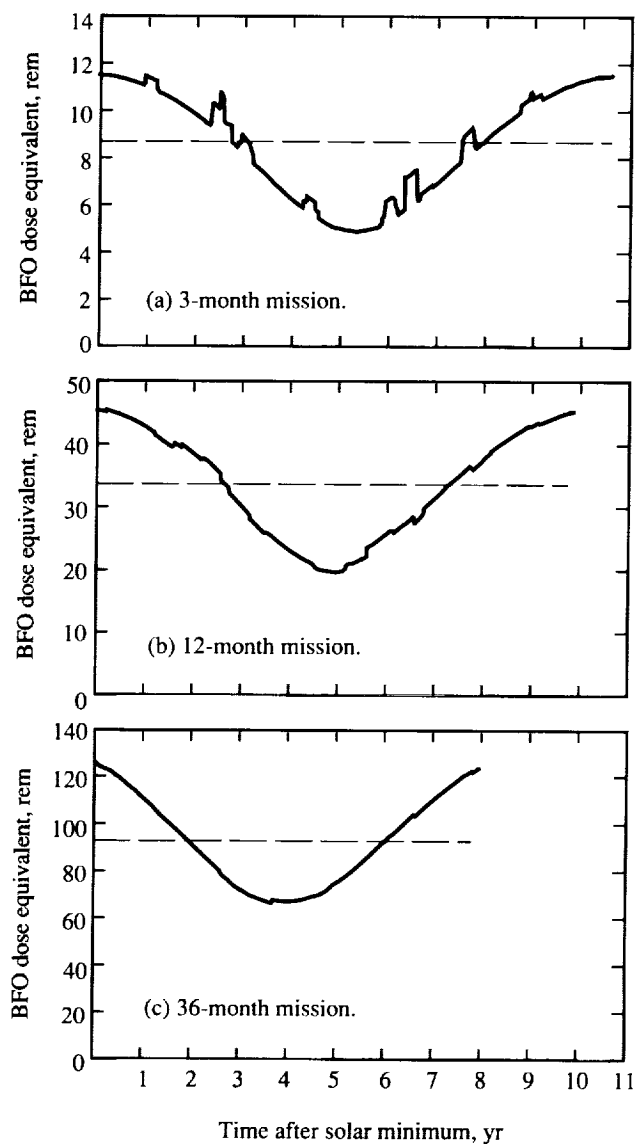 14
12
10
8
6
4
2
0
BFO dose equivalent, rem
(a) 3-month mission.
50
40
30
20
10
0
BFO dose equivalent, rem
(b) 12-month mission.
140
120
100
80
60
40
20
0
BFO dose equivalent, rem
(c) 36-month mission.
1 2 3 4 5 6 7 8 9 10 11
Time after solar minimum, yr